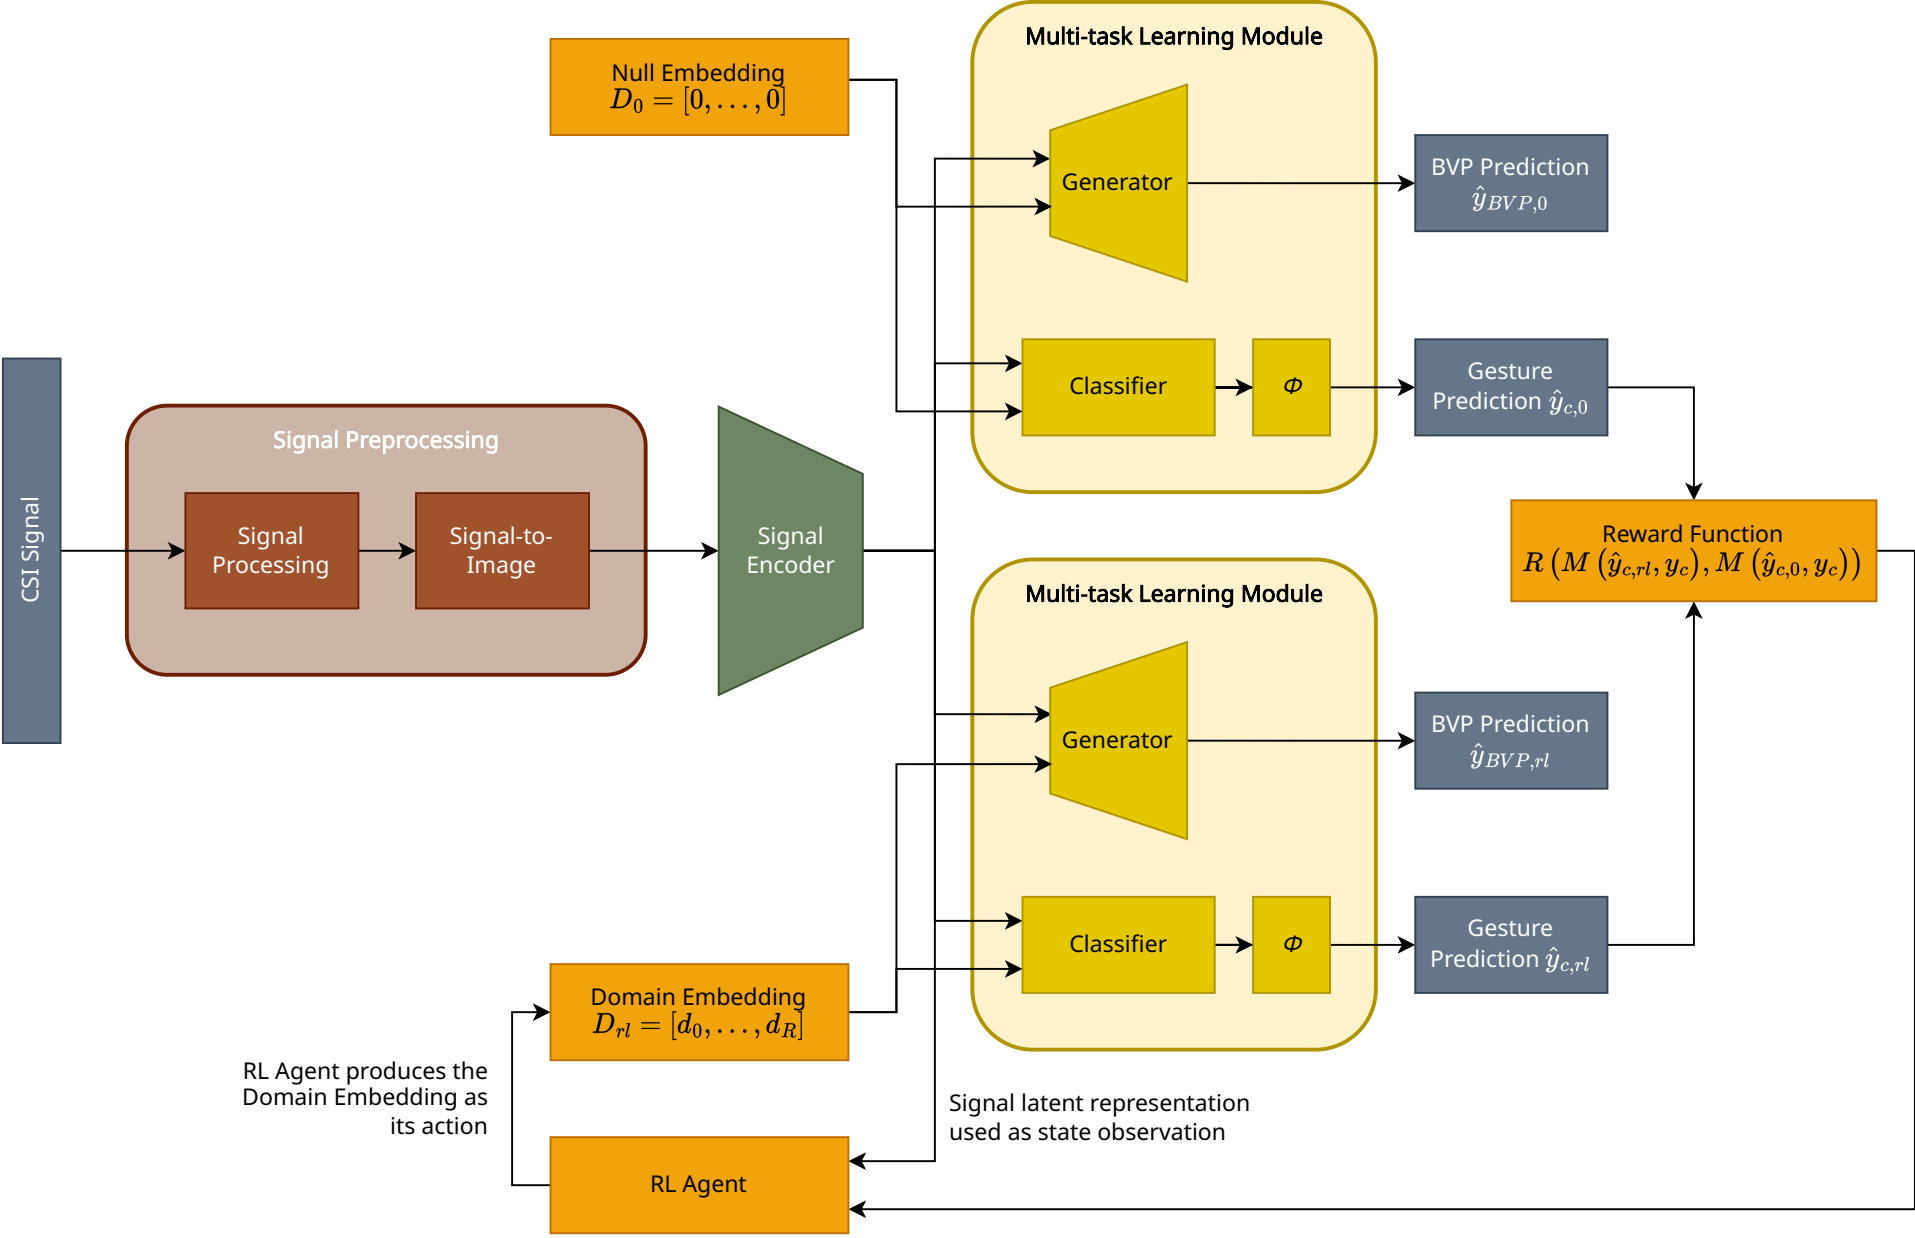 Multi-task Learning Module
Null Embedding
D_0 = [0, . . . , 0]
Generator
BVP Prediction
ŷ_{BVP,0}
Classifier
Φ
Gesture
Prediction ŷ_{c,0}
CSI Signal
Signal Preprocessing
Signal
Processing
Signal-to-
Image
Signal
Encoder
Reward Function
R (M (ŷ_{c,rl}, y_c), M (ŷ_{c,0}, y_c))
Multi-task Learning Module
Generator
BVP Prediction
ŷ_{BVP,rl}
Classifier
Φ
Gesture
Prediction ŷ_{c,rl}
Domain Embedding
D_{rl} = [d_0, . . . , d_R]
RL Agent produces the
Domain Embedding as
its action
Signal latent representation
used as state observation
RL Agent